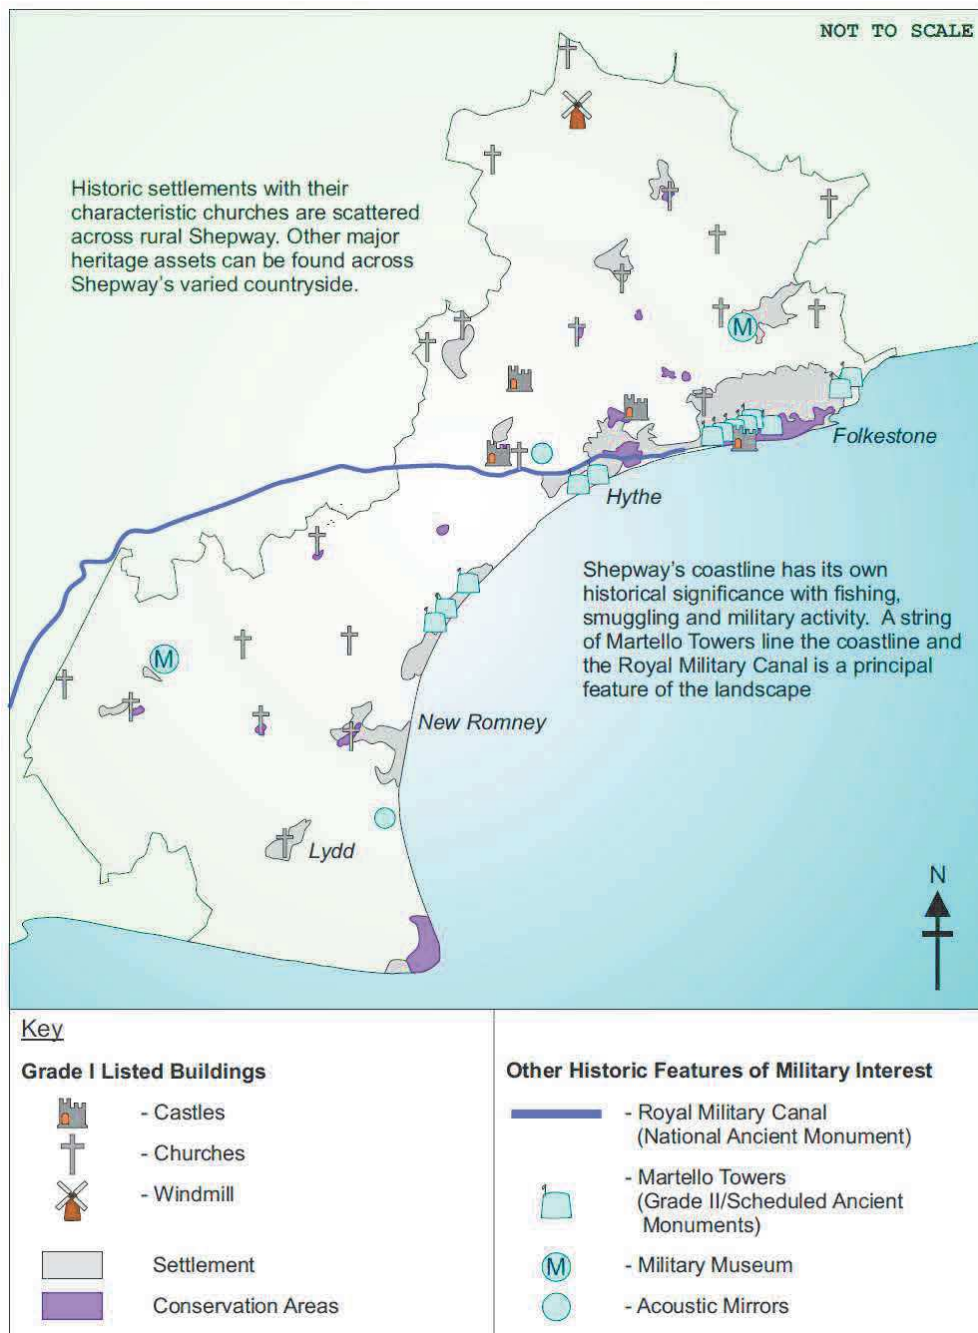 NOT TO SCALE
Historic settlements with their
characteristic churches are scattered
across rural Shepway. Other major
heritage assets can be found across
Shepway's varied countryside.
M
Folkestone
Hythe
Shepway's coastline has its own
historical significance with fishing,
smuggling and military activity. A string
of Martello Towers line the coastline and
the Royal Military Canal is a principal
feature of the landscape
M
New Romney
Lydd
N
Key
Grade I Listed Buildings
- Castles
- Churches
- Windmill
Settlement
Conservation Areas
Other Historic Features of Military Interest
- Royal Military Canal
(National Ancient Monument)
- Martello Towers
(Grade II/Scheduled Ancient
Monuments)
M - Military Museum
- Acoustic Mirrors